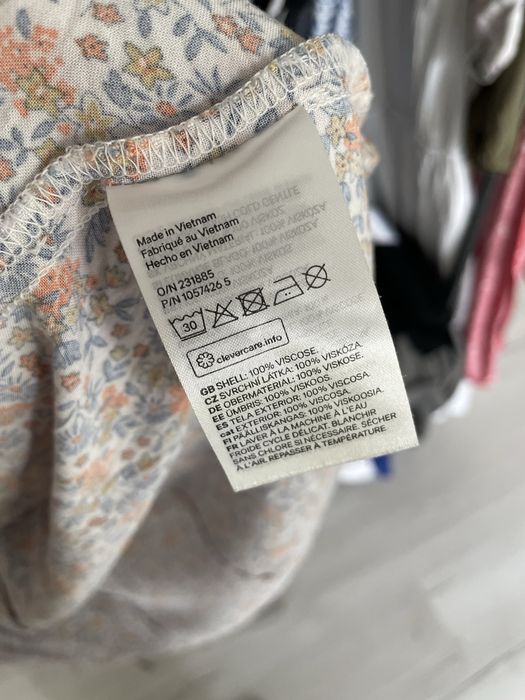 Made in Vietnam
Fabriqué au Vietnam
Hecho en Vietnam
O/N 231885
P/N 1057426 5
30
clevercare.info
GB SHELL: 100% VISCOSE.
CZ SVRCHNÍ LÁTKA: 100% VISKÓZA
DE OBERMATERIAL: 100% VISKOSE.
EE ÜMBRIS: 100% VISKOOS
ES TELA EXTERIOR: 100% VISCOSA
TELA EXTERIOR: 100% VISCOSA
FI PÄÄLLISKANGAS: 100% VISKOOSIA.
FR LAVER À LA MACHINE À L'EAU
FROIDE CYCLE DÉLICAT. BLANCHIR
SANS CHLORE SI NÉCESSAIRE. SÉCHER
À L'AIR. REPASSER À TEMPÉRATURE